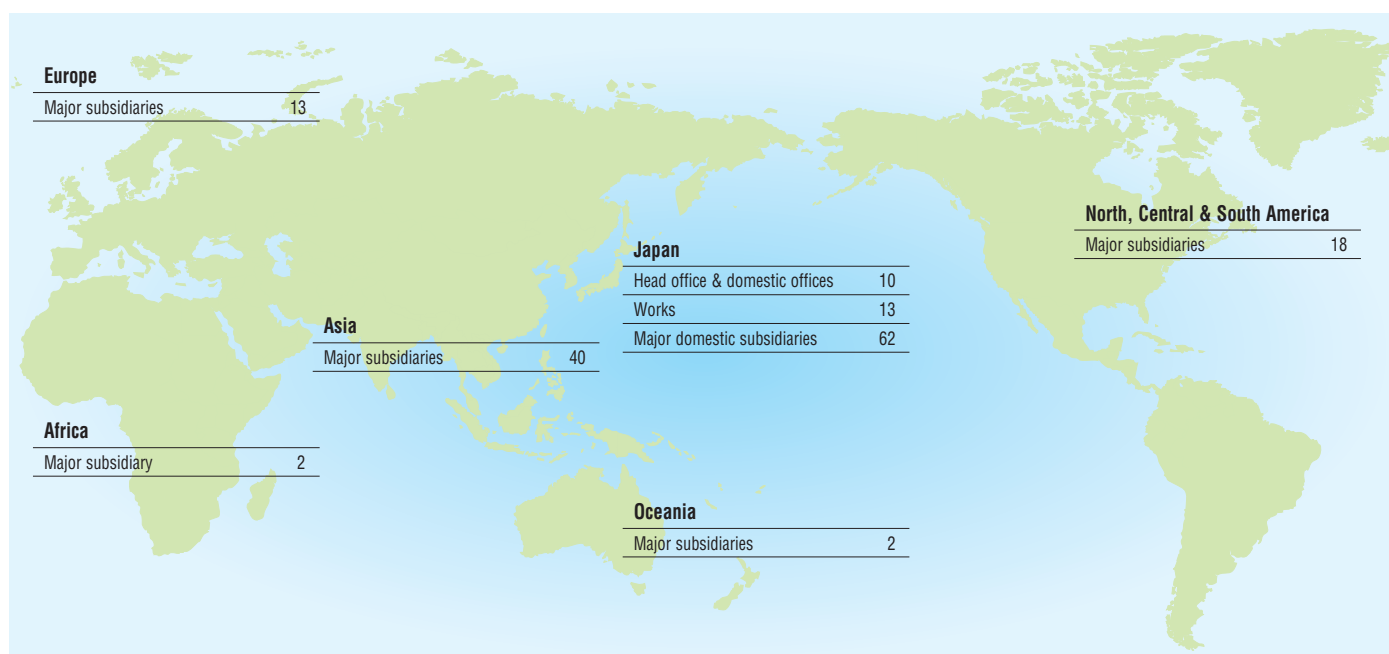 Europe
Major subsidiaries 13
North, Central & South America
Major subsidiaries 18
Japan
Head office & domestic offices 10
Works 13
Major domestic subsidiaries 62
Asia
Major subsidiaries 40
Africa
Major subsidiary 2
Oceania
Major subsidiaries 2